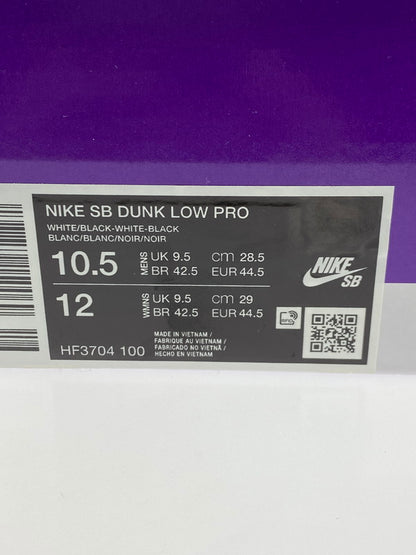 NIKE SB DUNK LOW PRO
WHITE/BLACK-WHITE-BLACK
BLANC/BLANC/NOIR/NOIR
10.5 MENS UK 9.5 cm 28.5
BR 42.5 EUR 44.5
12 WMNS UK 9.5 cm 29
BR 42.5 EUR 44.5
NIKE
SB
MADE IN VIETNAM /
FABRIQUE AU VIETNAM /
FABRICADO NO VIETNÃ /
HECHO EN VIETNAM
HF3704 100